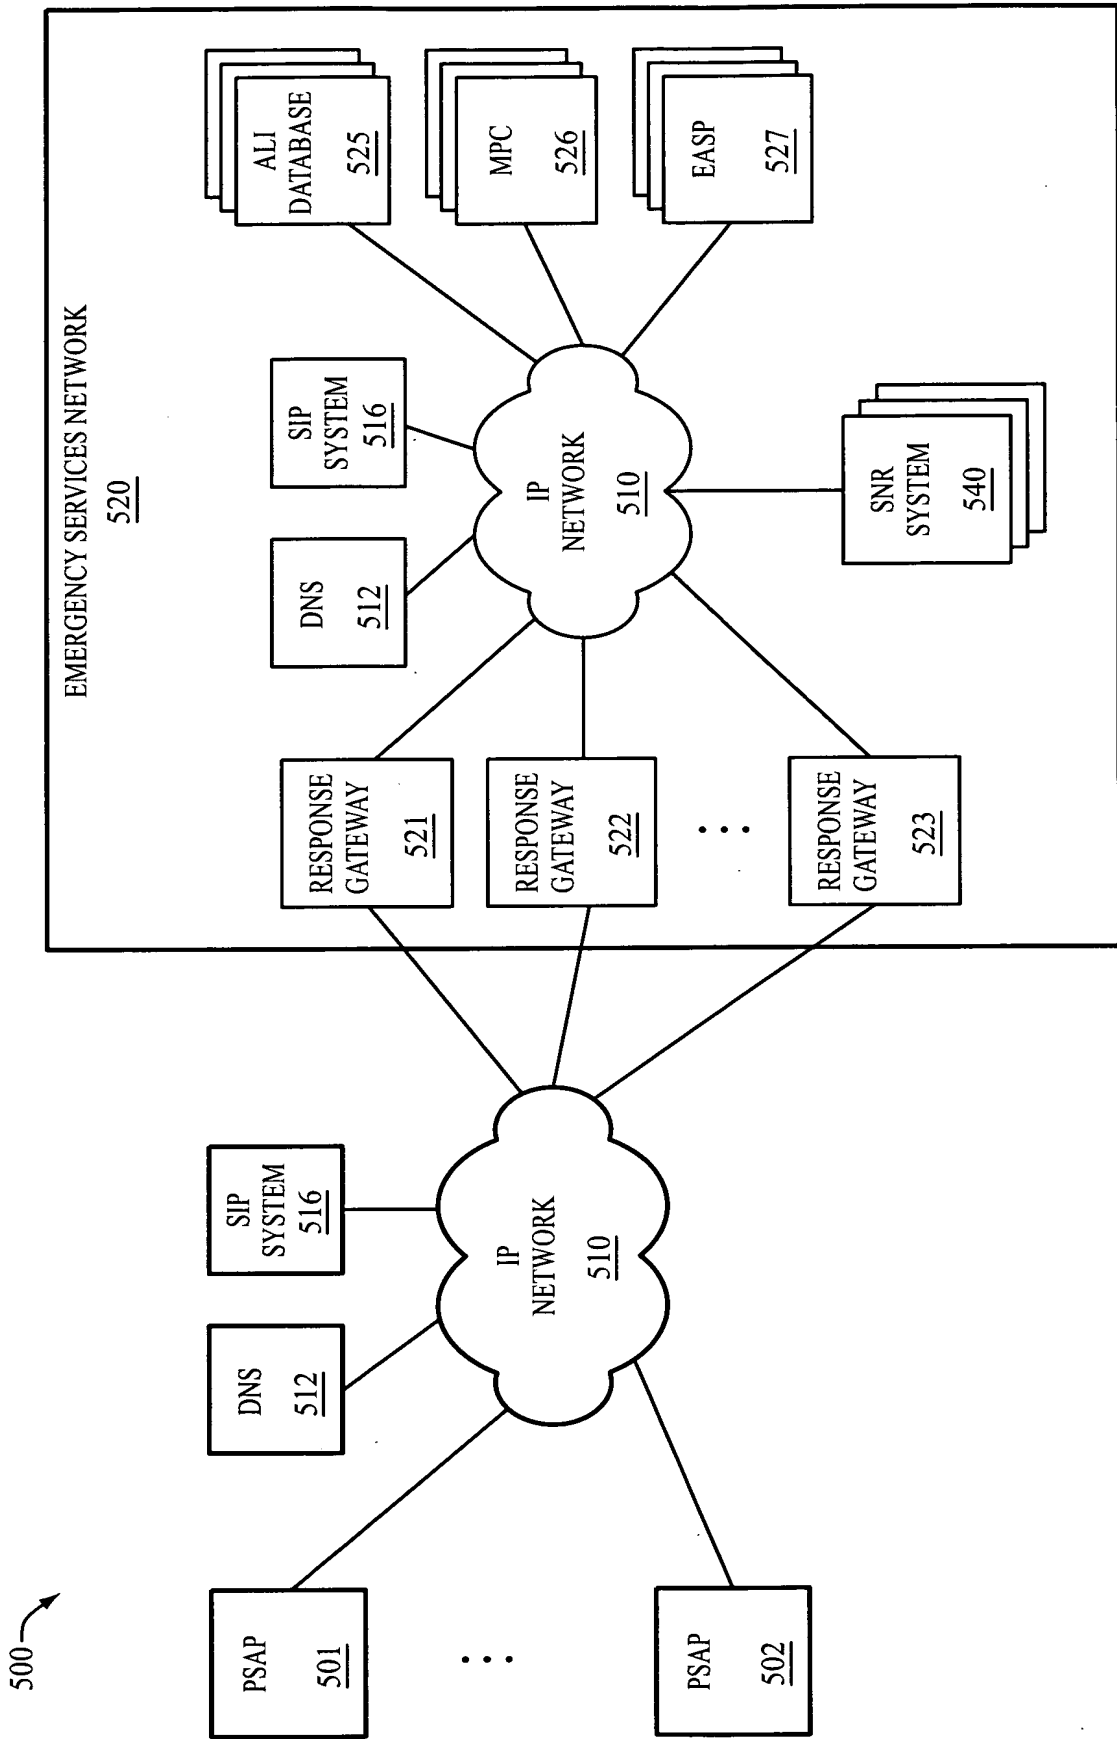 500
EMERGENCY SERVICES NETWORK
520
PSAP
501
PSAP
502
DNS
512
SIP
SYSTEM
516
IP
NETWORK
510
RESPONSE
GATEWAY
521
RESPONSE
GATEWAY
522
RESPONSE
GATEWAY
523
DNS
512
SIP
SYSTEM
516
IP
NETWORK
510
ALI
DATABASE
525
MPC
526
EASP
527
SNR
SYSTEM
540